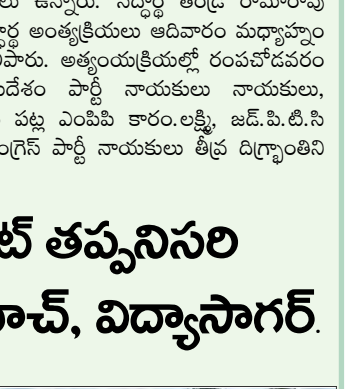 ఉన్నారు. సిద్ధార్థ తండ్రి రామారావు
అంత్యక్రియలు ఆదివారం మధ్యాహ్నం
అత్యంయక్రియల్లో రంపచోడవరం
పార్టీ నాయకులు నాయకులు,
పట్ల ఎంపిపి కారం.లక్ష్మి, జడ్.పి.టి.సి
పార్టీ నాయకులు తీవ్ర దిగ్భ్రాంతిని
తప్పనిసరి
విద్యాసాగర్.